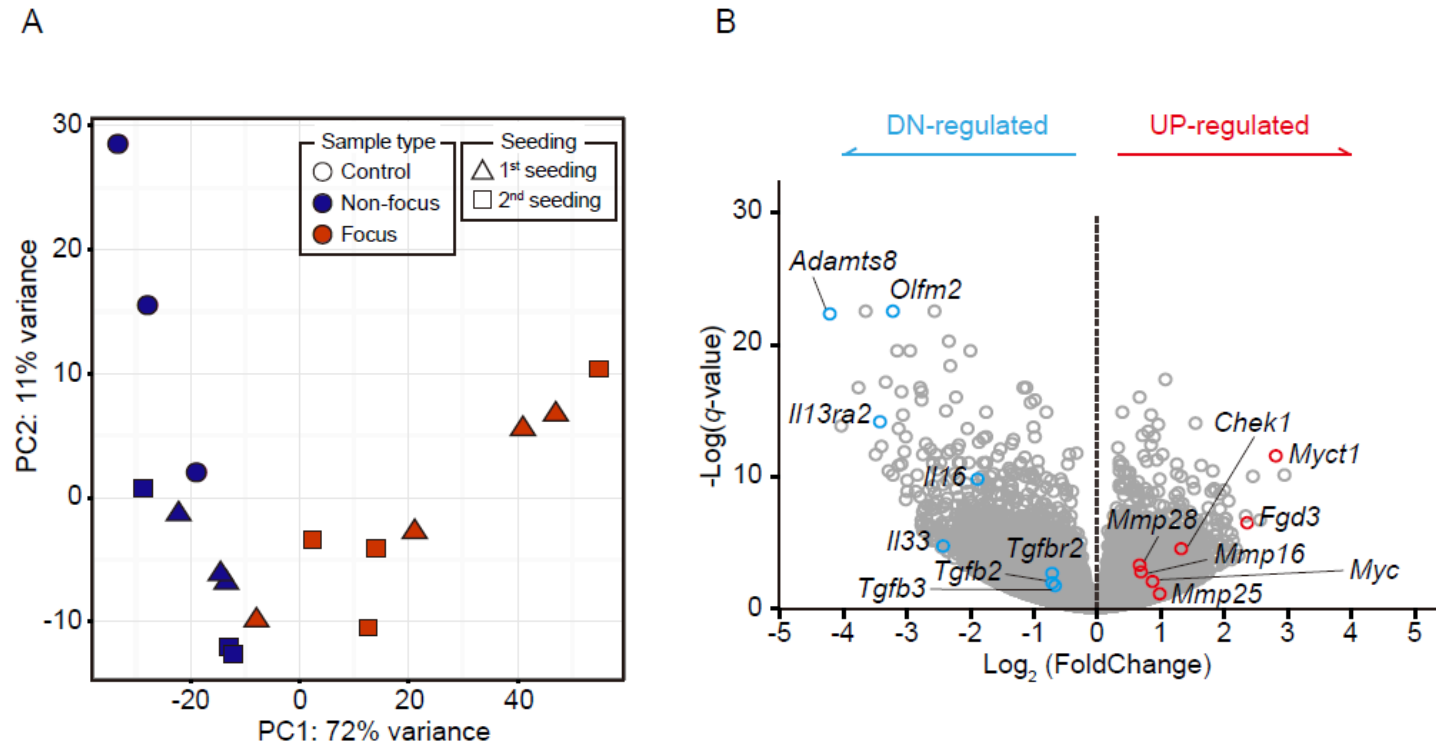 A
B
30
20
10
0
-10
-20
0
20
40
PC2: 11% variance
PC1: 72% variance
Sample type
Control
Non-focus
Focus
Seeding
1st seeding
2nd seeding
DN-regulated
UP-regulated
30
20
10
0
-Log(q-value)
-5
-4
-3
-2
-1
0
1
2
3
4
5
Log2 (FoldChange)
Adamts8
Olfm2
Il13ra2
Il16
Il33
Tgfbr2
Tgfb2
Tgfb3
Chek1
Myct1
Mmp28
Fgd3
Mmp16
Myc
Mmp25